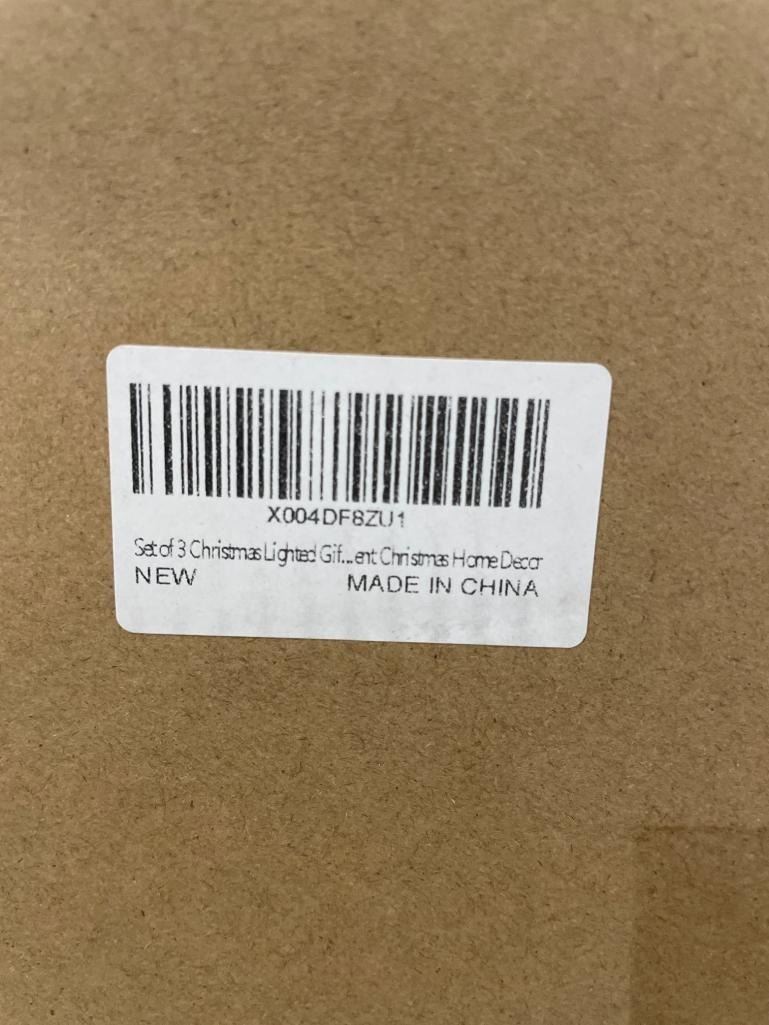 X004DF8ZU1
Set of 3 Christmas Lighted Gif...ent Christmas Home Decor
NEW MADE IN CHINA